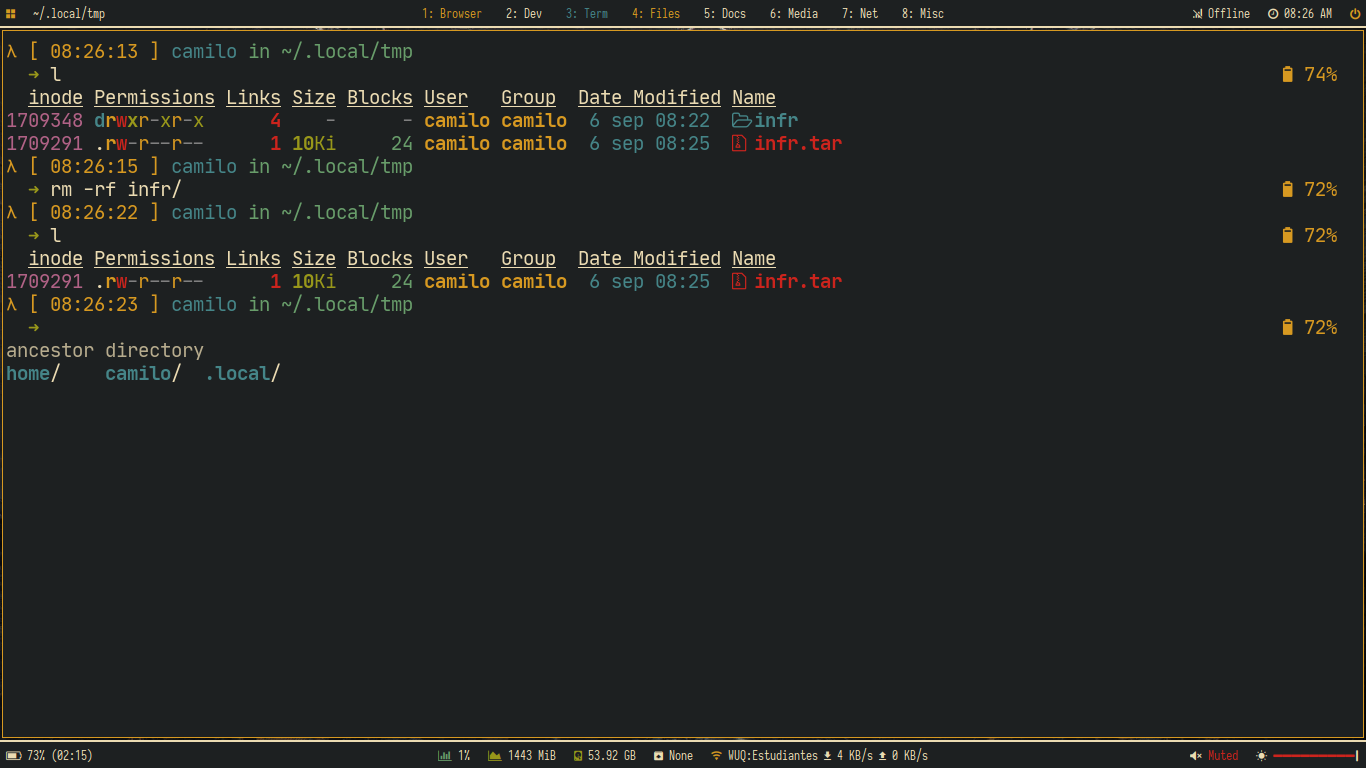 ~/.local/tmp 1: Browser 2: Dev 3: Term 4: Files 5: Docs 6: Media 7: Net 8: Misc Offline 08:26 AM
λ [ 08:26:13 ] camilo in ~/.local/tmp
➜ l 74%
inode Permissions Links Size Blocks User Group Date Modified Name
1709348 drwxr-xr-x 4 - - camilo camilo 6 sep 08:22 infr
1709291 .rw-r--r-- 1 10Ki 24 camilo camilo 6 sep 08:25 infr.tar
λ [ 08:26:15 ] camilo in ~/.local/tmp
➜ rm -rf infr/ 72%
λ [ 08:26:22 ] camilo in ~/.local/tmp
➜ l 72%
inode Permissions Links Size Blocks User Group Date Modified Name
1709291 .rw-r--r-- 1 10Ki 24 camilo camilo 6 sep 08:25 infr.tar
λ [ 08:26:23 ] camilo in ~/.local/tmp
➜ 72%
ancestor directory
home/ camilo/ .local/
73% (02:15) 1% 1443 MiB 53.92 GB None WUQ:Estudiantes 4 KB/s 0 KB/s Muted